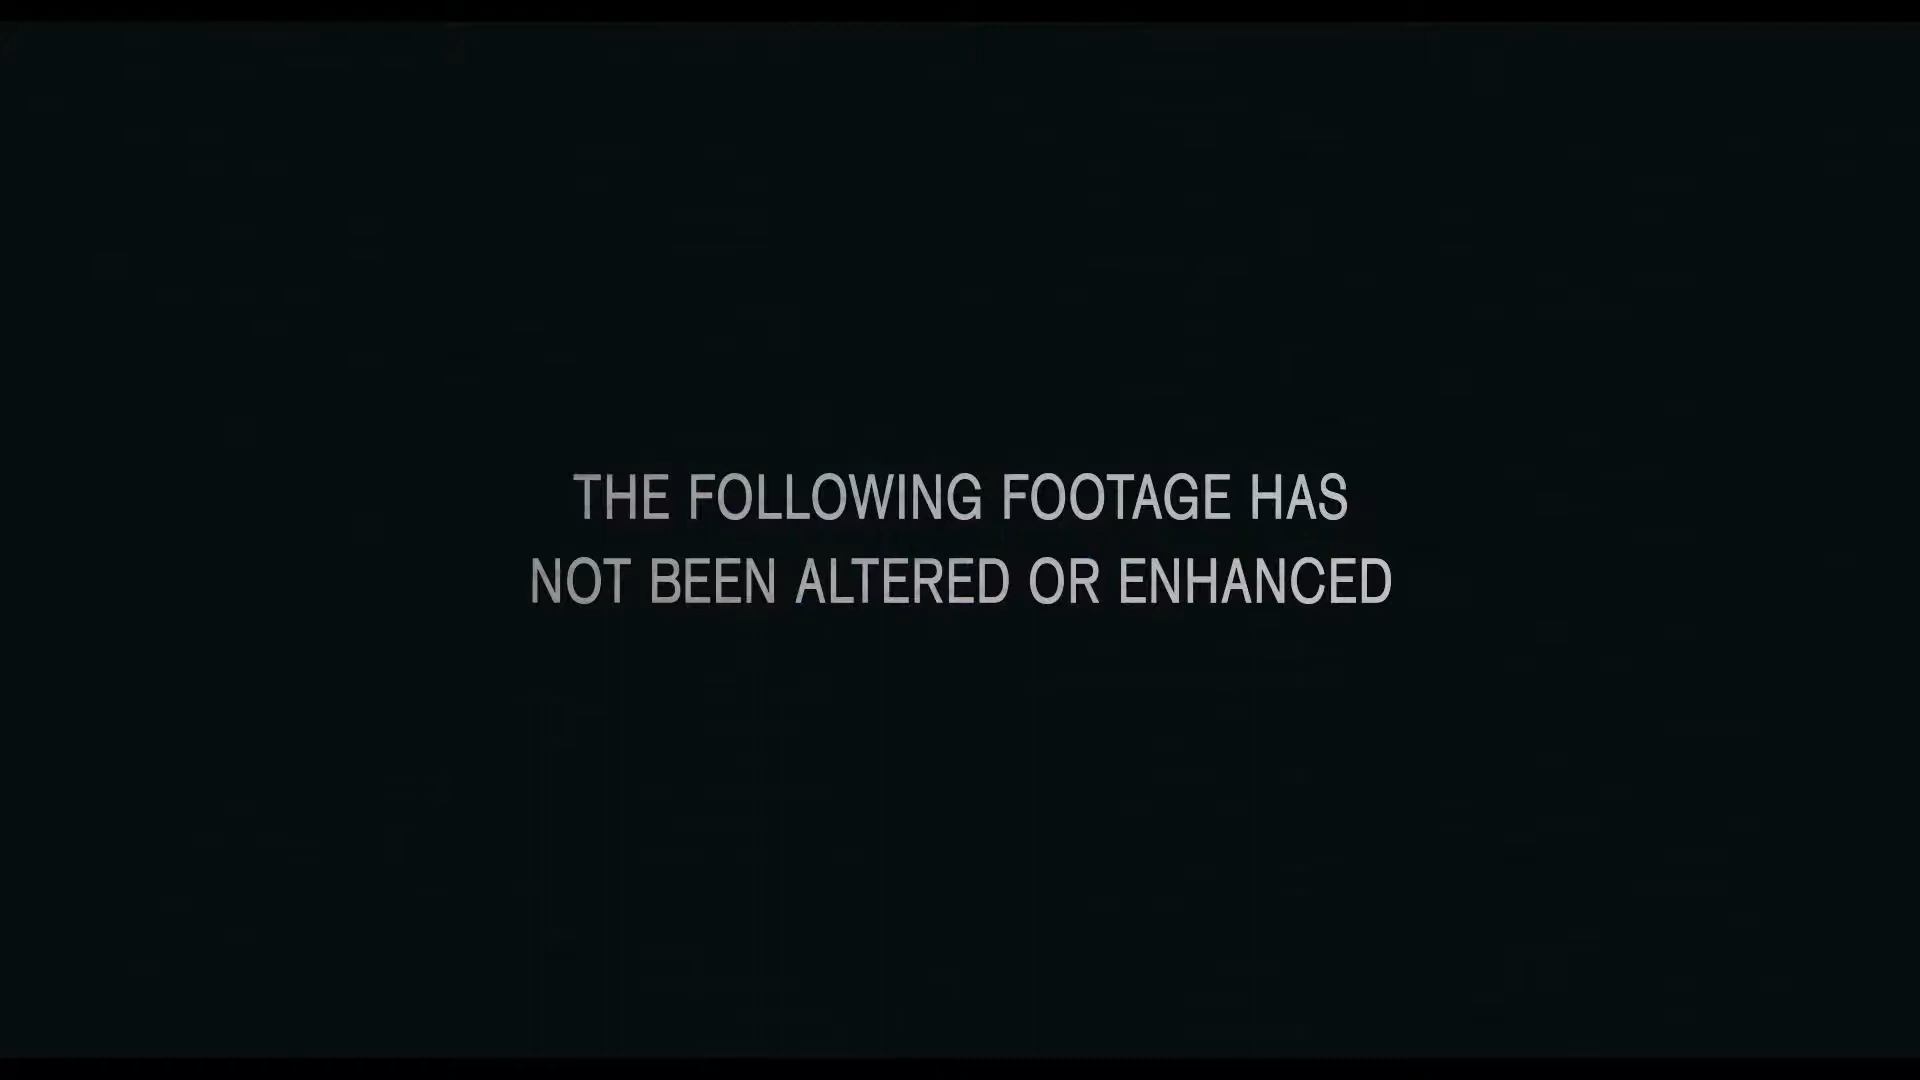 THE FOLLOWING FOOTAGE HAS
NOT BEEN ALTERED OR ENHANCED